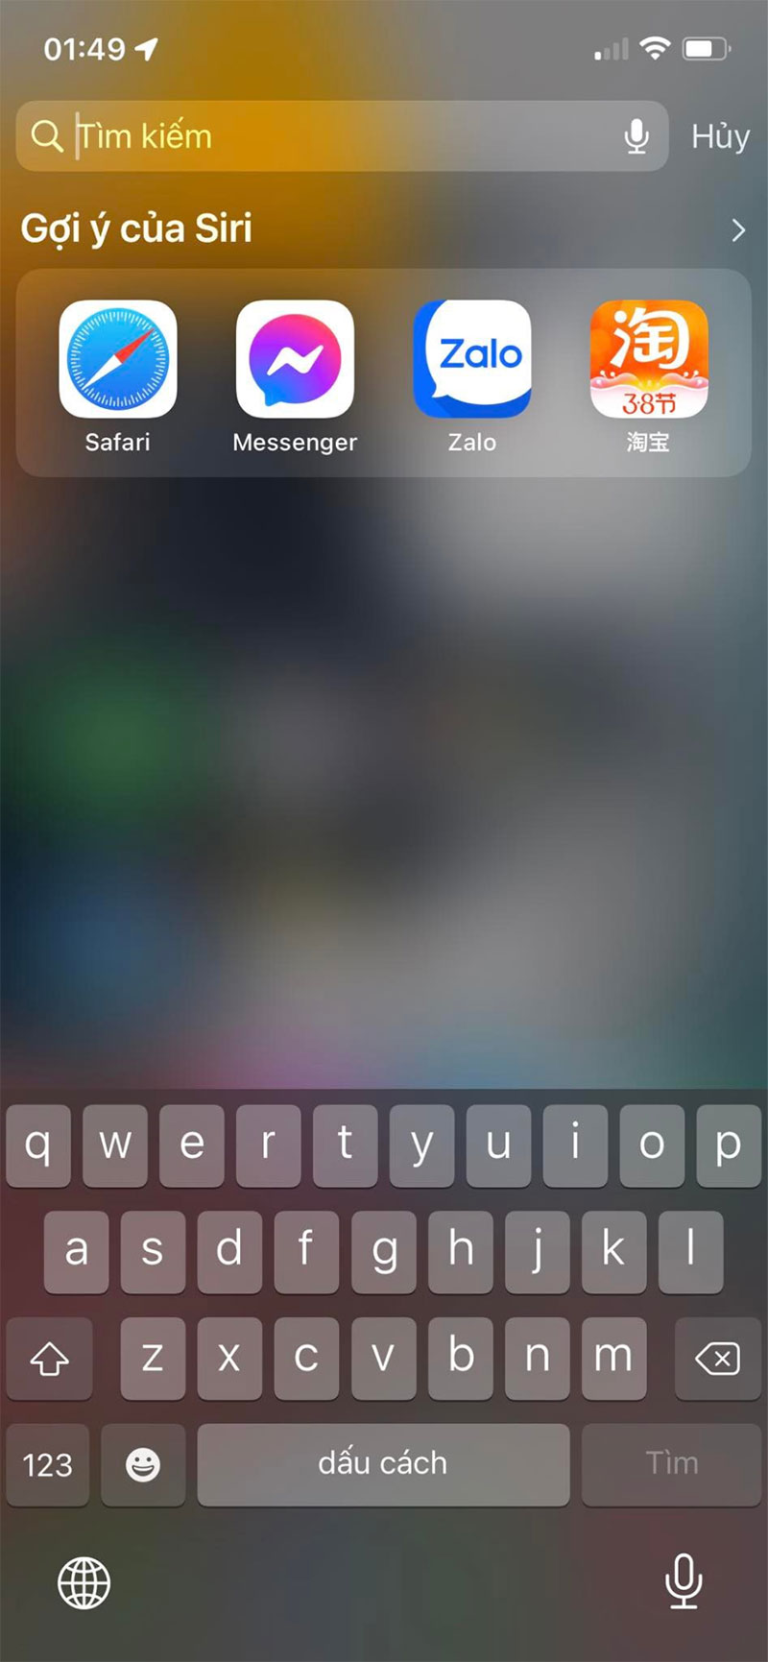 01:49
Tìm kiếm
Hủy
Gợi ý của Siri
Zalo
淘
3.8节
Safari
Messenger
Zalo
淘宝
q w e r t y u i o p
a s d f g h j k l
z x c v b n m
123
dấu cách
Tìm